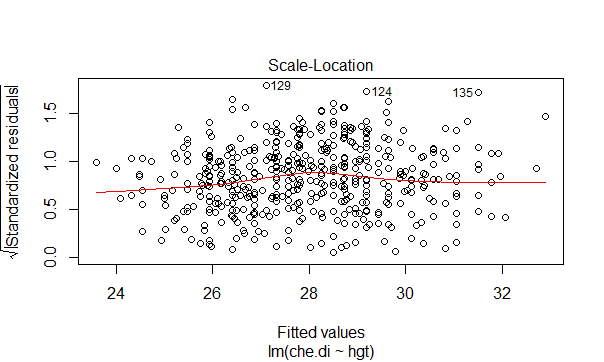 Scale-Location
√|Standardized residuals|
1.5
1.0
0.5
0.0
129
124
135
24 26 28 30 32
Fitted values
lm(che.di ~ hgt)